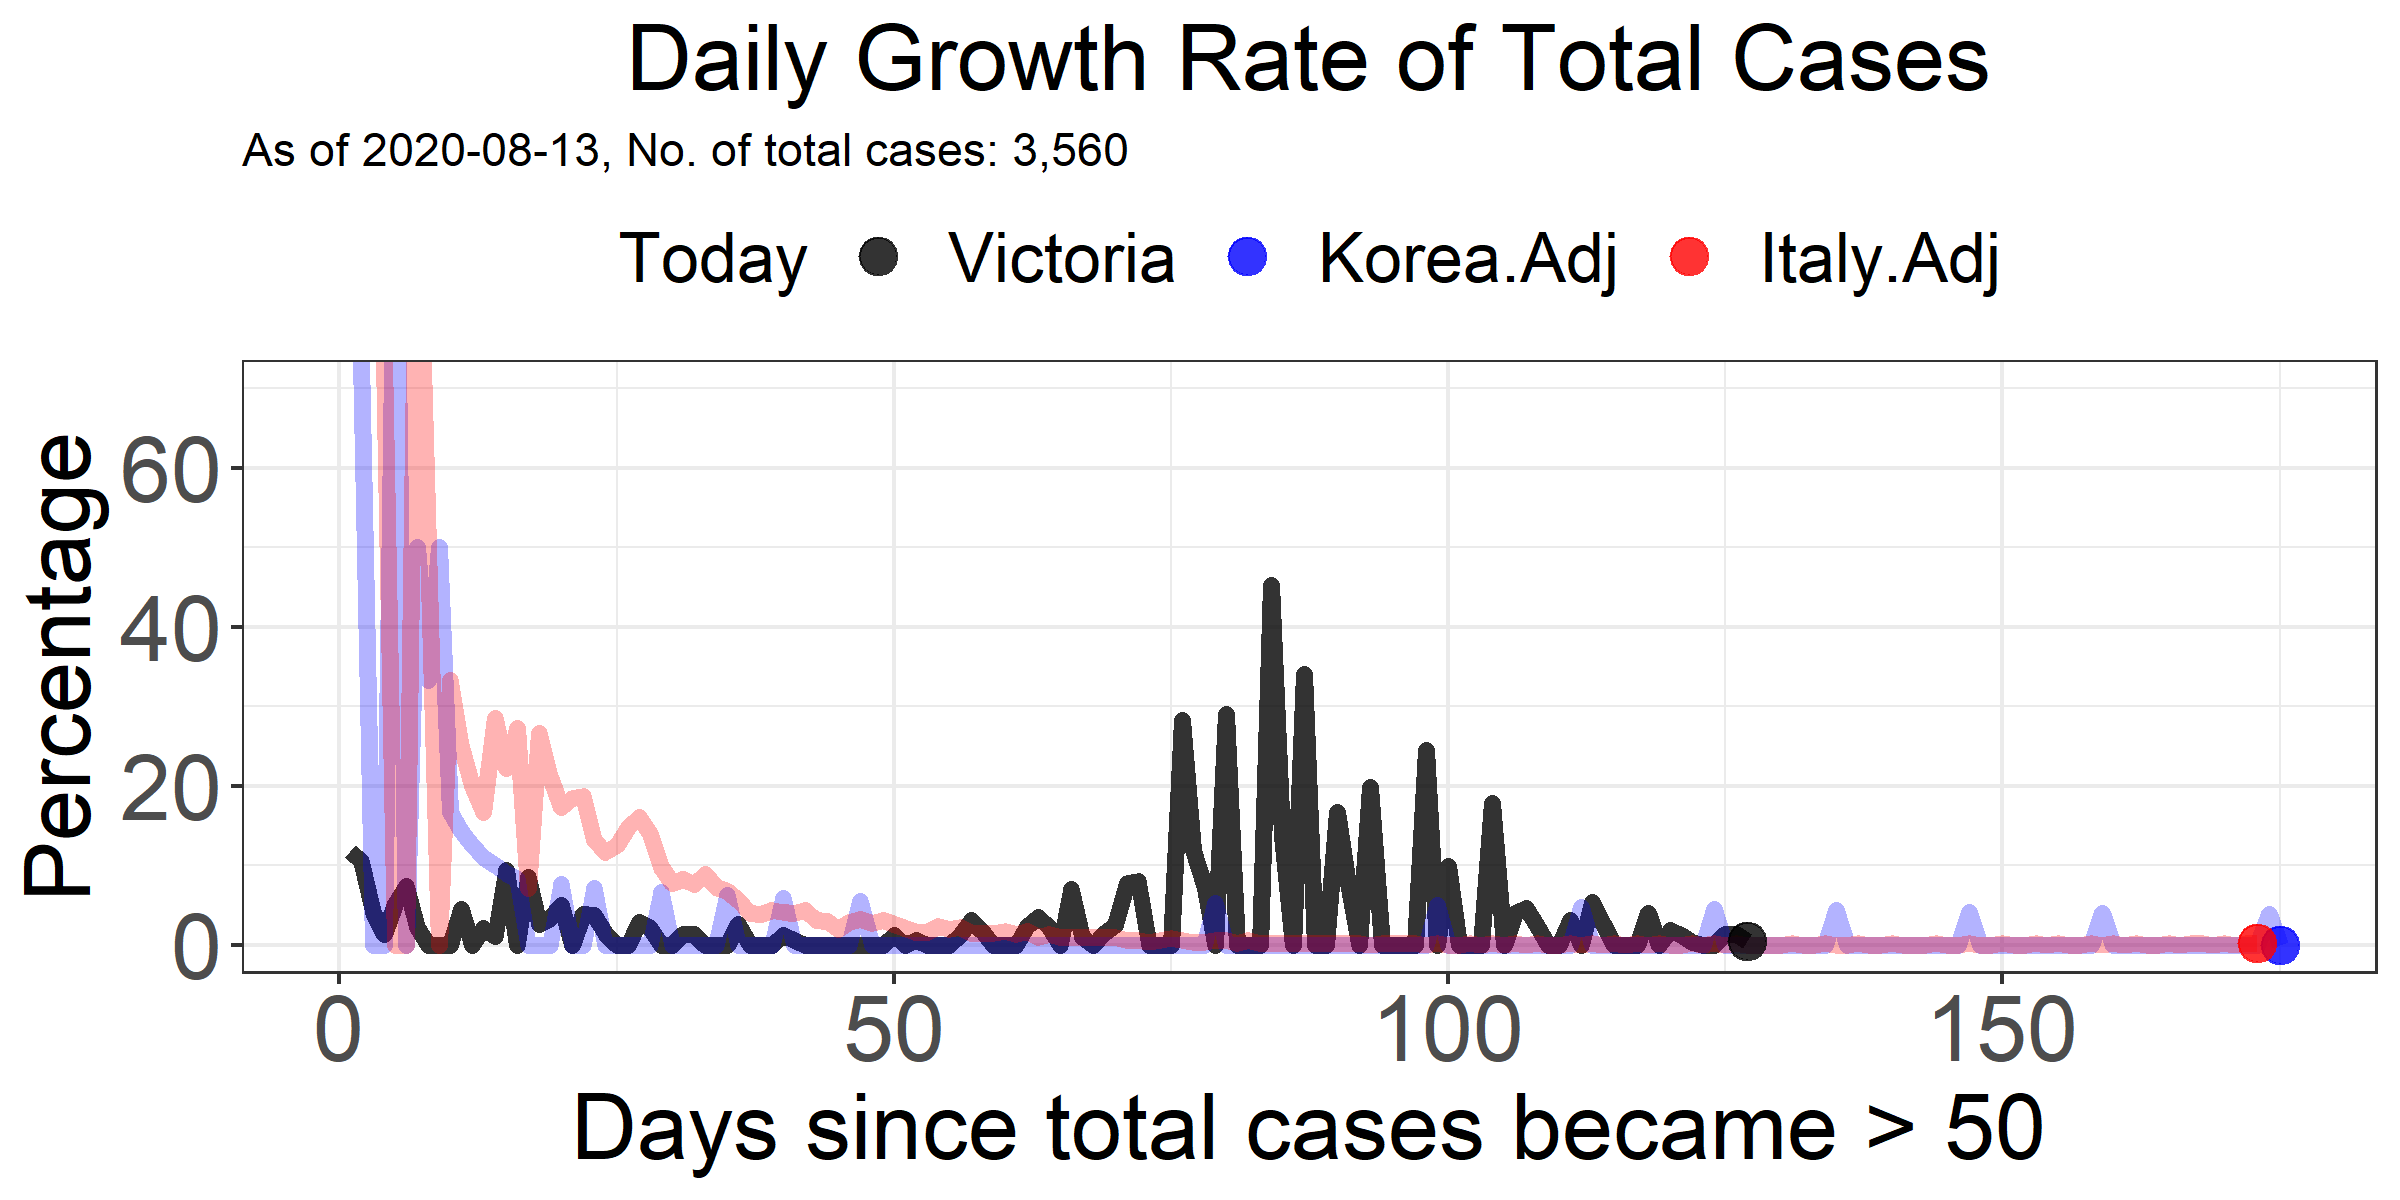 Daily Growth Rate of Total Cases
As of 2020-08-13, No. of total cases: 3,560
Today Victoria Korea.Adj Italy.Adj
Percentage
60
40
20
0
0 50 100 150
Days since total cases became > 50